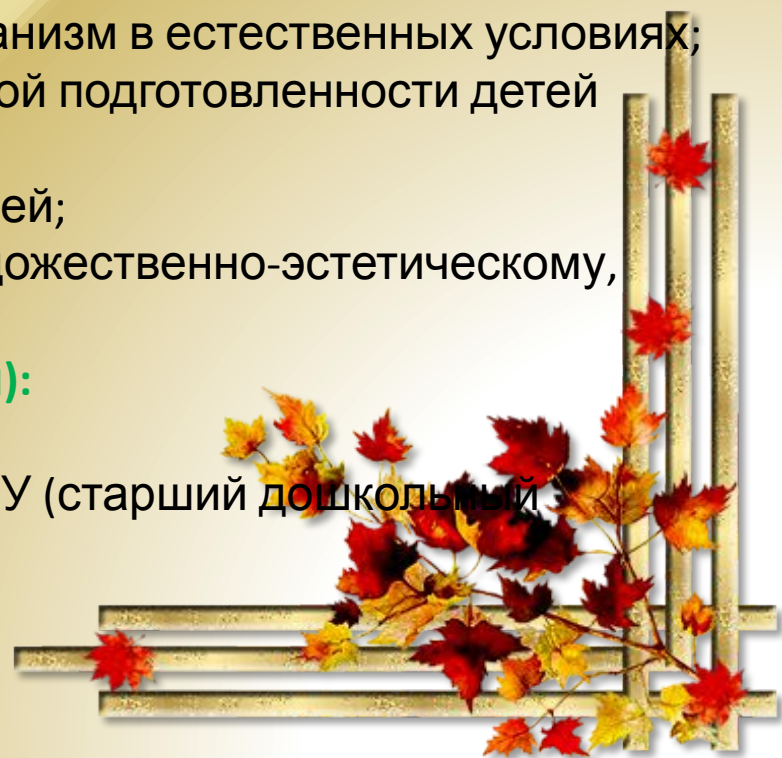 анизм в естественных условиях;
ой подготовленности детей
ей;
дожественно-эстетическому,
):
У (старший дошкольный